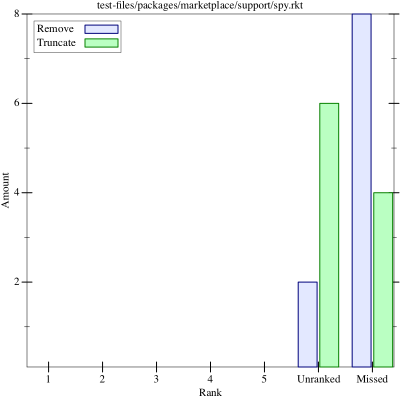 test-files/packages/marketplace/support/spy.rkt
Remove
Truncate
8
6
4
2
Amount
1 2 3 4 5 Unranked Missed
Rank